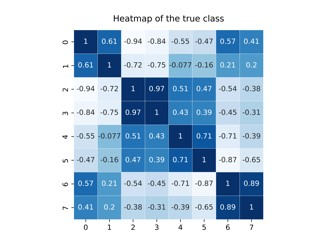 Heatmap of the true class
0 1 0.61 -0.94 -0.84 -0.55 -0.47 0.57 0.41
1 0.61 1 -0.72 -0.75 -0.077 -0.16 0.21 0.2
2 -0.94 -0.72 1 0.97 0.51 0.47 -0.54 -0.38
3 -0.84 -0.75 0.97 1 0.43 0.39 -0.45 -0.31
4 -0.55 -0.077 0.51 0.43 1 0.71 -0.71 -0.39
5 -0.47 -0.16 0.47 0.39 0.71 1 -0.87 -0.65
6 0.57 0.21 -0.54 -0.45 -0.71 -0.87 1 0.89
7 0.41 0.2 -0.38 -0.31 -0.39 -0.65 0.89 1
0 1 2 3 4 5 6 7